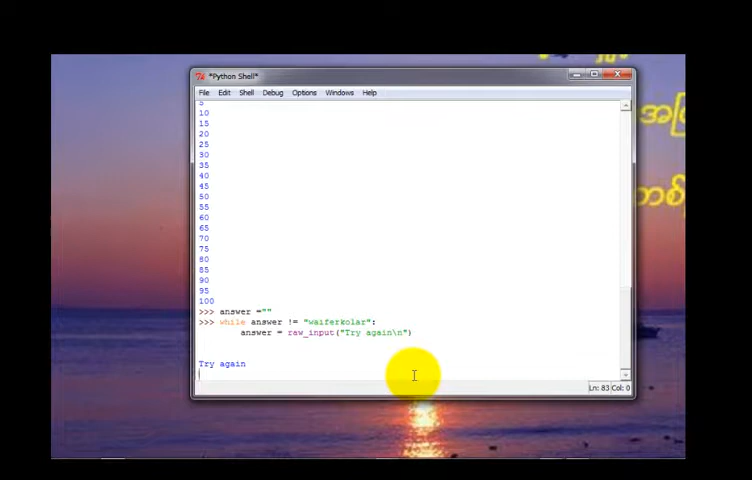 *Python Shell*
File Edit Shell Debug Options Windows Help
5
10
15
20
25
30
35
40
45
50
55
60
65
70
75
80
85
90
95
100
>>> answer =""
>>> while answer != "waiferkolar":
answer = raw_input("Try again\n")
Try again
Ln: 83 Col: 0